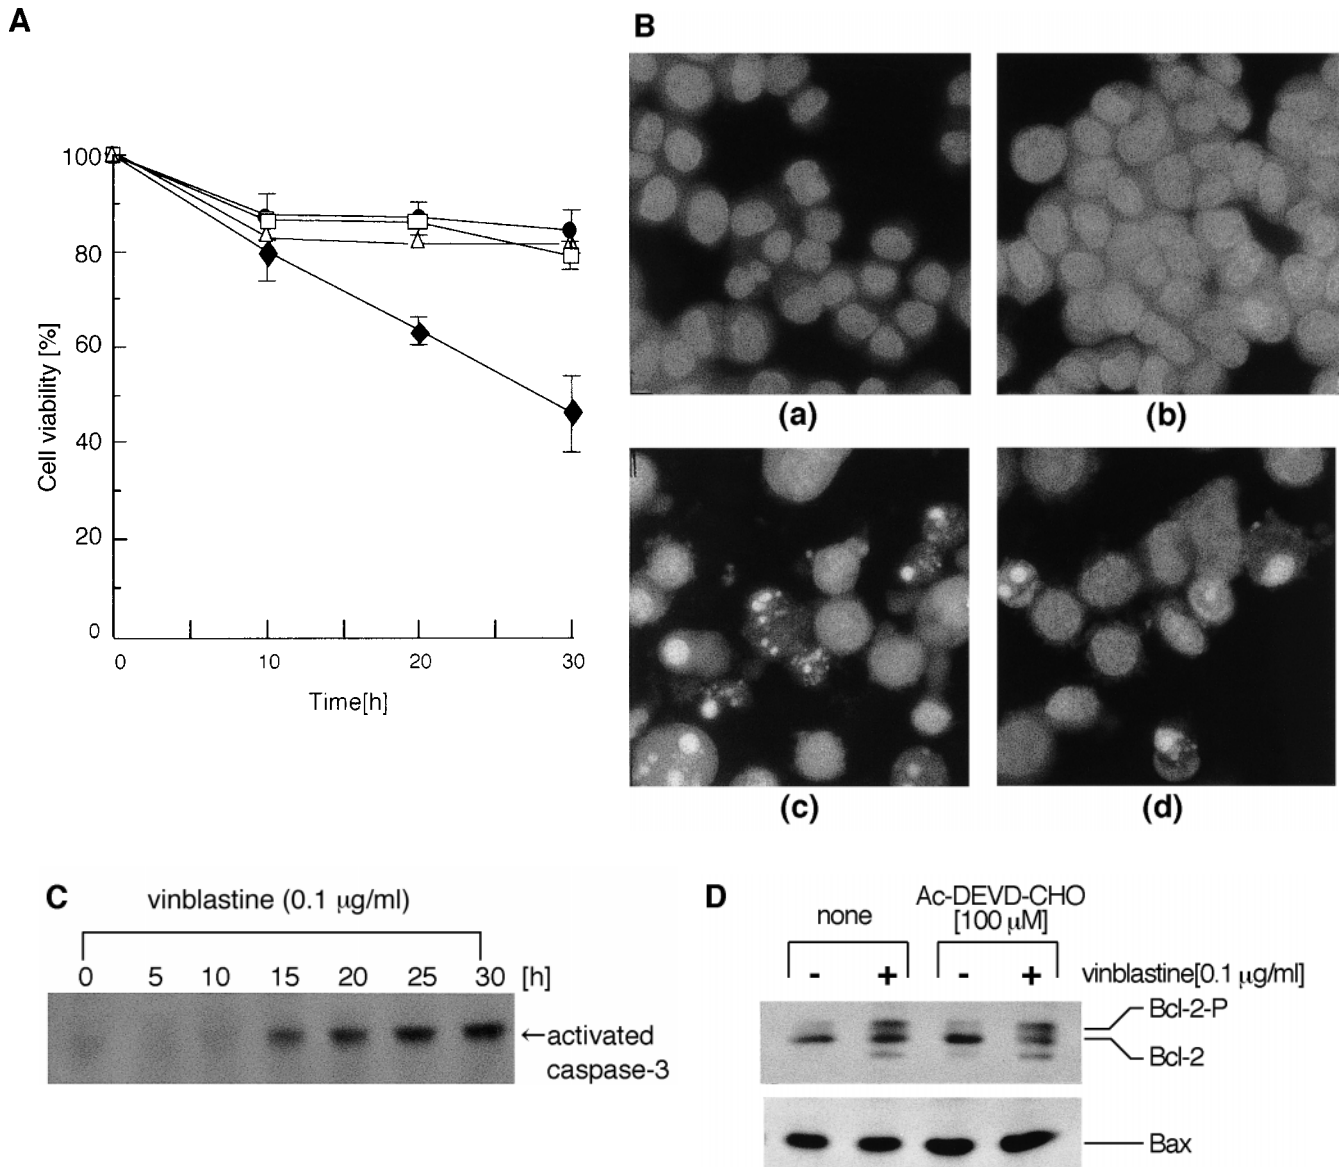 A
100
80
60
40
20
0
Cell viability [%]
0 10 20 30
Time[h]
B
(a) (b)
(c) (d)
C
vinblastine (0.1 µg/ml)
0 5 10 15 20 25 30 [h]
←activated
caspase-3
D
none
Ac-DEVD-CHO
[100 µM]
- + - + vinblastine[0.1 µg/ml]
Bcl-2-P
Bcl-2
Bax